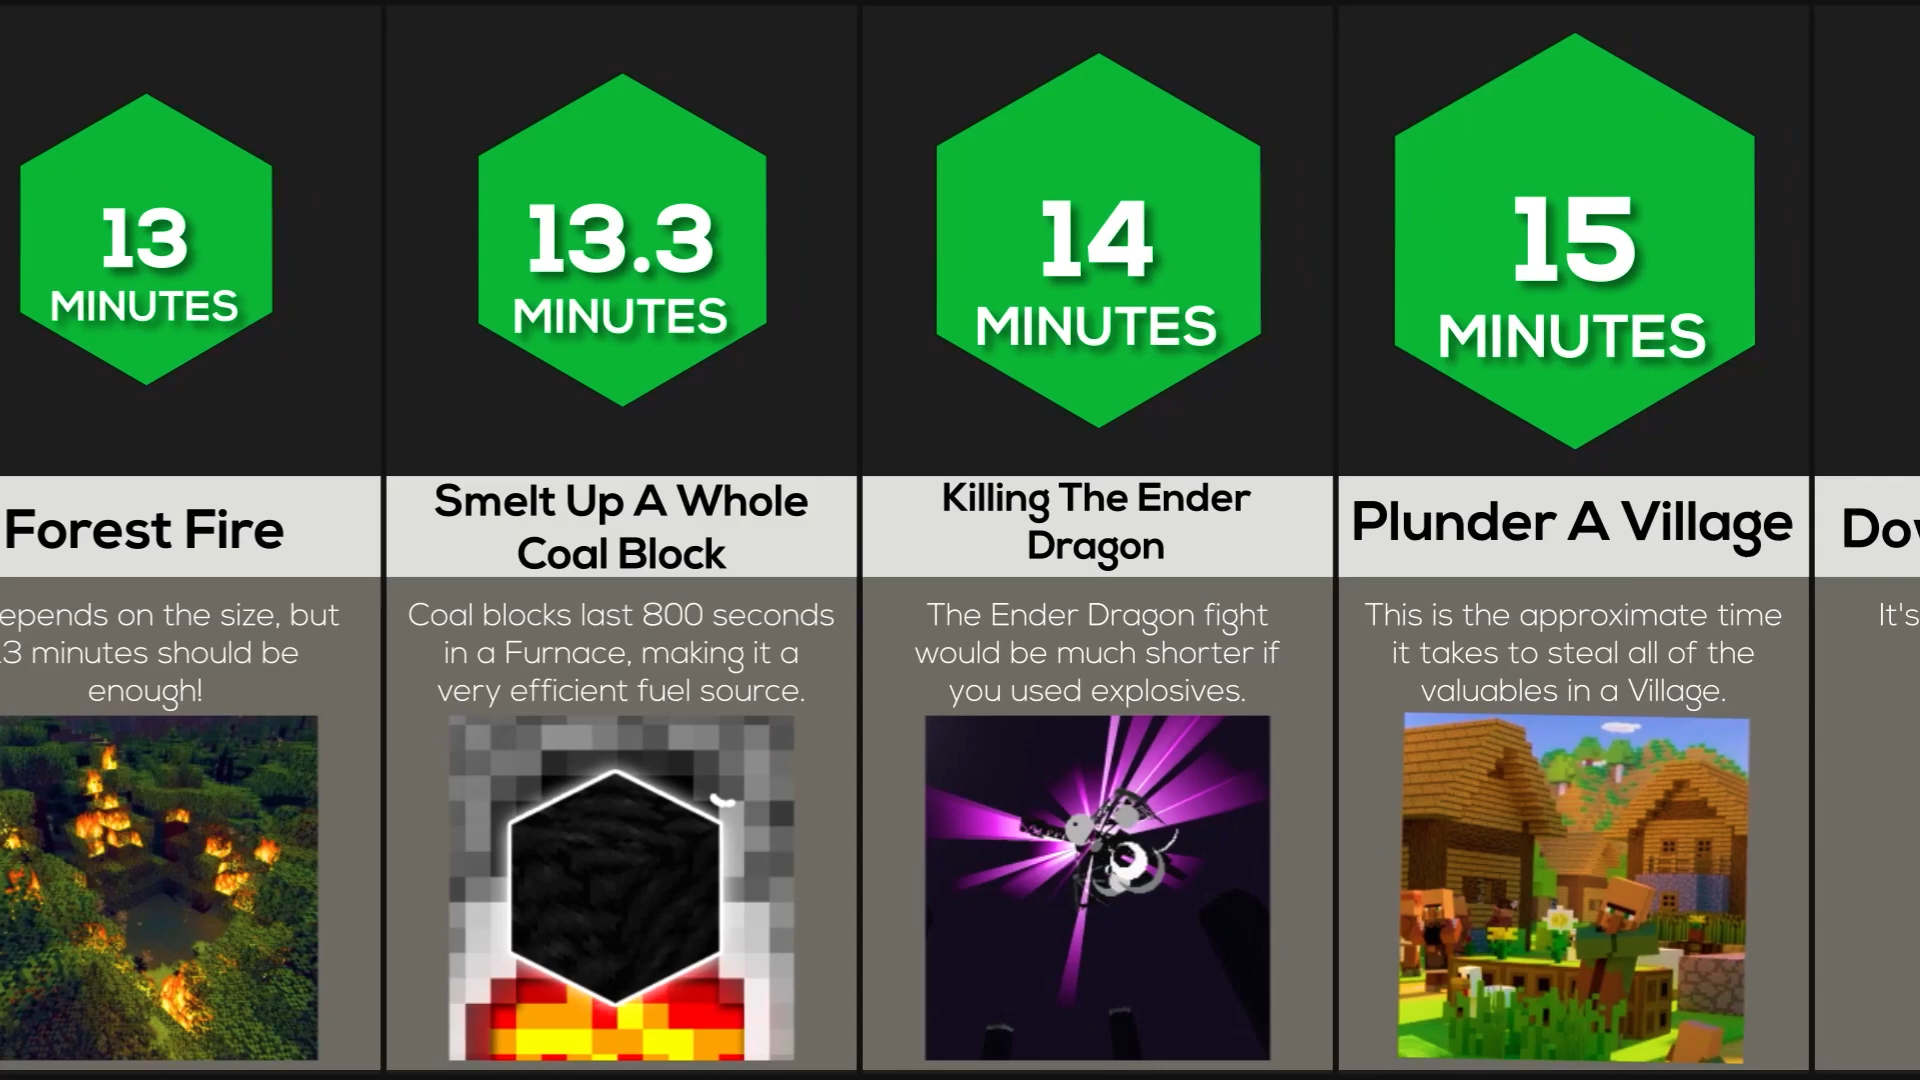 13
MINUTES
Forest Fire
epends on the size, but
3 minutes should be
enough!
13.3
MINUTES
Smelt Up A Whole
Coal Block
Coal blocks last 800 seconds
in a Furnace, making it a
very efficient fuel source.
14
MINUTES
Killing The Ender
Dragon
The Ender Dragon fight
would be much shorter if
you used explosives.
15
MINUTES
Plunder A Village
This is the approximate time
it takes to steal all of the
valuables in a Village.
It's